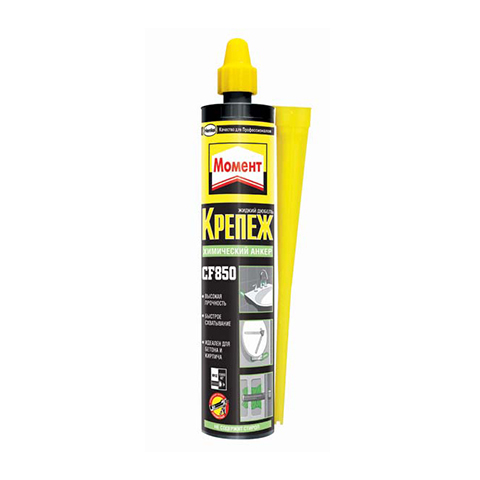 Качество для Профессионалов
Момент
ЖИДКИЙ ДЮБЕЛЬ
КРЕПЕЖ
ХИМИЧЕСКИЙ АНКЕР
CF850
ВЫСОКАЯ
ПРОЧНОСТЬ
БЫСТРОЕ
СХВАТЫВАНИЕ
ИДЕАЛЕН ДЛЯ
БЕТОНА И
КИРПИЧА
НЕ СОДЕРЖИТ СТИРОЛ